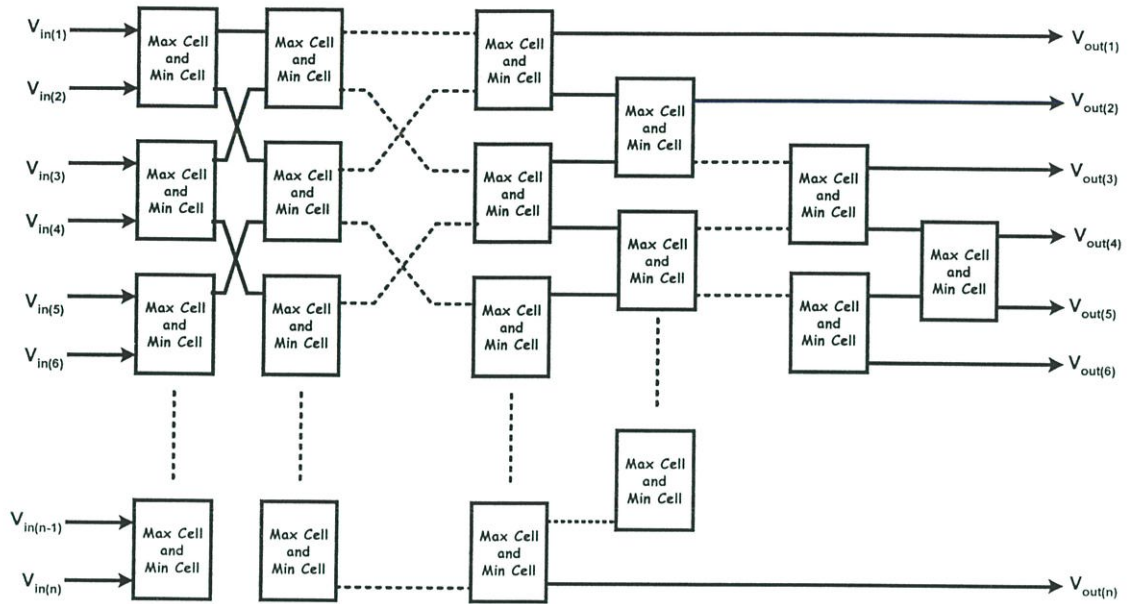 V_in(1)
V_in(2)
V_in(3)
V_in(4)
V_in(5)
V_in(6)
V_in(n-1)
V_in(n)
Max Cell
and
Min Cell
Max Cell
and
Min Cell
Max Cell
and
Min Cell
Max Cell
and
Min Cell
Max Cell
and
Min Cell
Max Cell
and
Min Cell
Max Cell
and
Min Cell
Max Cell
and
Min Cell
Max Cell
and
Min Cell
Max Cell
and
Min Cell
Max Cell
and
Min Cell
Max Cell
and
Min Cell
Max Cell
and
Min Cell
Max Cell
and
Min Cell
Max Cell
and
Min Cell
Max Cell
and
Min Cell
Max Cell
and
Min Cell
Max Cell
and
Min Cell
V_out(1)
V_out(2)
V_out(3)
V_out(4)
V_out(5)
V_out(6)
V_out(n)